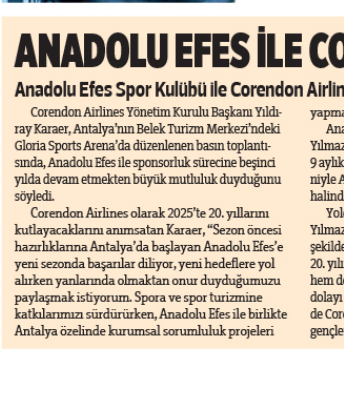 ANADOLU EFES İLE CO
Anadolu Efes Spor Kulübü ile Corendon Airlin
Corendon Airlines Yönetim Kurulu Başkanı Yıldı-
ray Karaer, Antalya'nın Belek Turizm Merkezi'ndeki
Gloria Sports Arena'da düzenlenen basın toplantı-
sında, Anadolu Efes ile sponsorluk sürecine beşinci
yılda devam etmekten büyük mutluluk duyduğunu
söyledi.
Corendon Airlines olarak 2025'te 20. yıllarını
kutlayacaklarını anımsatan Karaer, “Sezon öncesi
hazırlıklarına Antalya'da başlayan Anadolu Efes'e
yeni sezonda başarılar diliyor, yeni hedeflere yol
alırken yanlarında olmaktan onur duyduğumuzu
paylaşmak istiyorum. Spora ve spor turizmine
katkılarımızı sürdürürken, Anadolu Efes ile birlikte
Antalya özelinde kurumsal sorumluluk projeleri
yapma
Ana
Yılmaz
9 aylık
niyle A
halind
Yol
Yılmaz
şekild
20. yılı
hem d
dolayı
de Cor
gençle